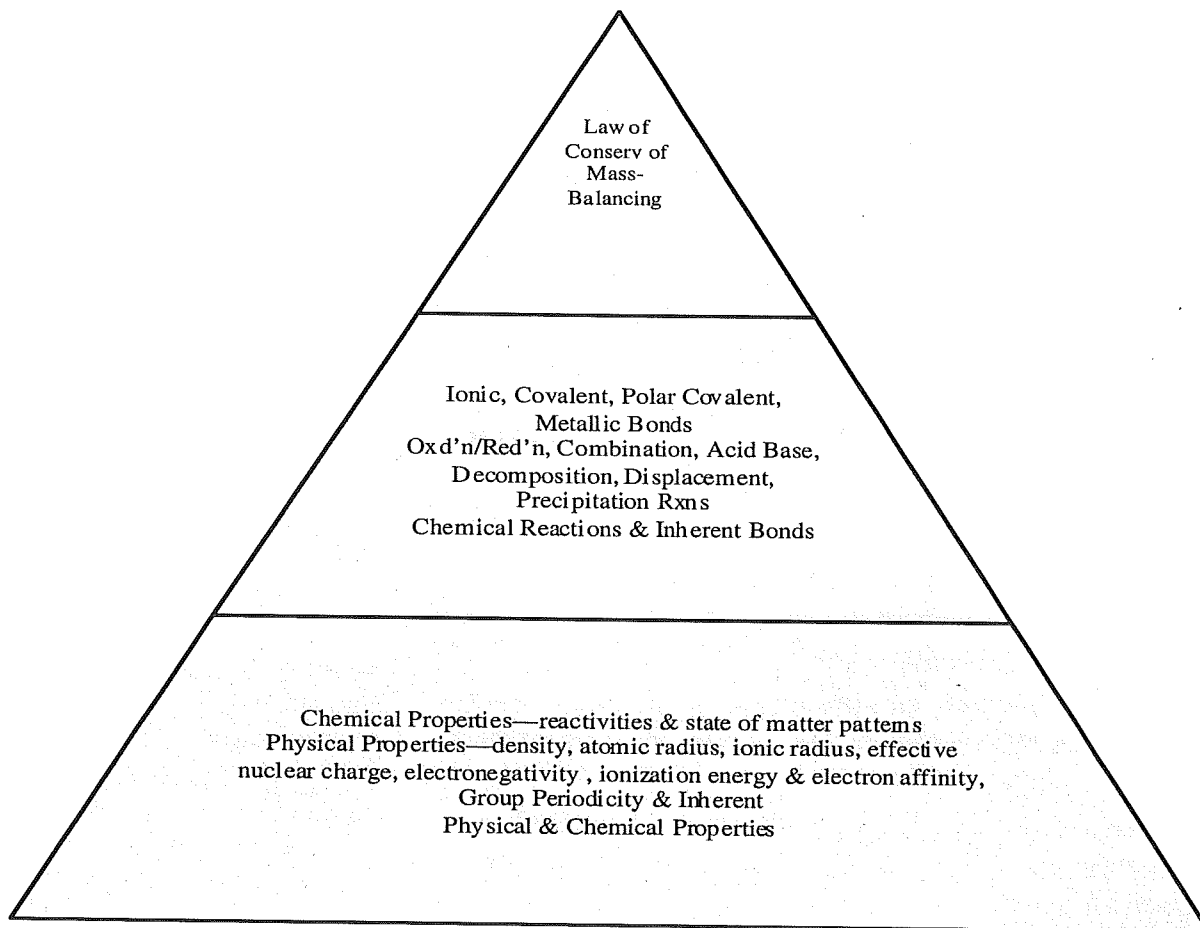 Law of
Conserv of
Mass-
Balancing
Ionic, Covalent, Polar Covalent,
Metallic Bonds
Oxd'n/Red'n, Combination, Acid Base,
Decomposition, Displacement,
Precipitation Rxns
Chemical Reactions & Inherent Bonds
Chemical Properties—reactivities & state of matter patterns
Physical Properties—density, atomic radius, ionic radius, effective
nuclear charge, electronegativity , ionization energy & electron affinity,
Group Periodicity & Inherent
Physical & Chemical Properties